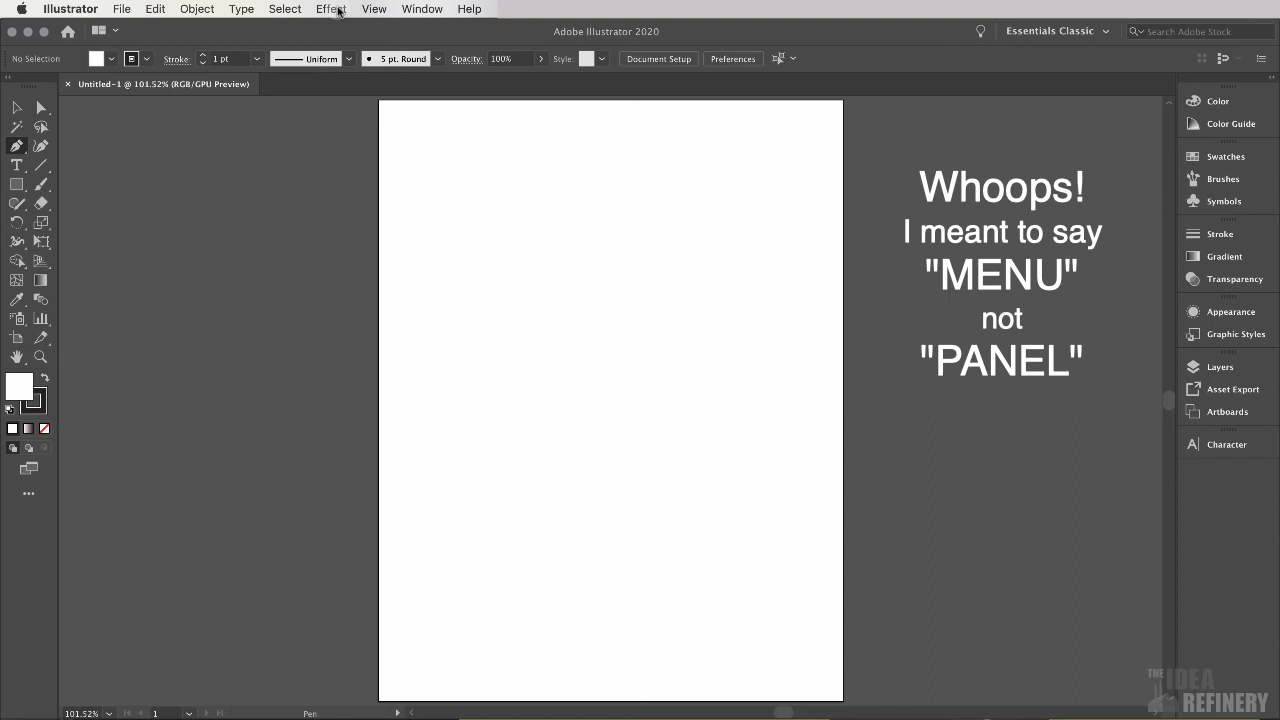 Illustrator File Edit Object Type Select Effect View Window Help
Adobe Illustrator 2020
Essentials Classic
Search Adobe Stock
No Selection Stroke: 1 pt Uniform 5 pt. Round Opacity: 100% Style: Document Setup Preferences
× Untitled-1 @ 101.52% (RGB/GPU Preview)
Whoops!
I meant to say
"MENU"
not
"PANEL"
Color
Color Guide
Swatches
Brushes
Symbols
Stroke
Gradient
Transparency
Appearance
Graphic Styles
Layers
Asset Export
Artboards
Character
101.52% 1 Pen
THE IDEA
REFINERY